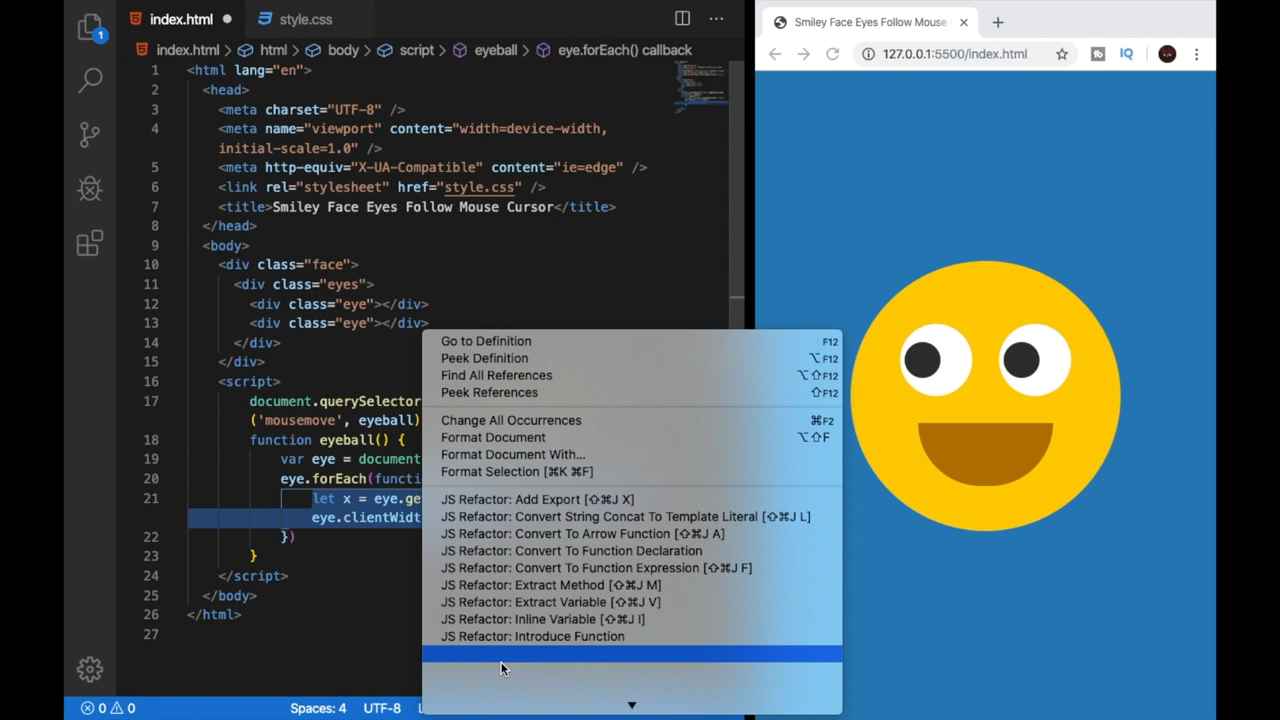 index.html
style.css
Smiley Face Eyes Follow Mouse
127.0.0.1:5500/index.html
IQ
1
index.html > html > body > script > eyeball > eye.forEach() callback
1 <html lang="en">
2 <head>
3 <meta charset="UTF-8" />
4 <meta name="viewport" content="width=device-width,
initial-scale=1.0" />
5 <meta http-equiv="X-UA-Compatible" content="ie=edge" />
6 <link rel="stylesheet" href="style.css" />
7 <title>Smiley Face Eyes Follow Mouse Cursor</title>
8 </head>
9 <body>
10 <div class="face">
11 <div class="eyes">
12 <div class="eye"></div>
13 <div class="eye"></div>
14 </div>
15 </div>
16 <script>
17 document.querySelector
('mousemove', eyeball)
18 function eyeball() {
19 var eye = document
20 eye.forEach(functi
21 let x = eye.ge
eye.clientWidt
22 })
23 }
24 </script>
25 </body>
26 </html>
27
Go to Definition F12
Peek Definition ⌥F12
Find All References ⌥⇧F12
Peek References ⇧F12
Change All Occurrences ⌘F2
Format Document ⌥⇧F
Format Document With...
Format Selection [⌘K ⌘F]
JS Refactor: Add Export [⇧⌘J X]
JS Refactor: Convert String Concat To Template Literal [⇧⌘J L]
JS Refactor: Convert To Arrow Function [⇧⌘J A]
JS Refactor: Convert To Function Declaration
JS Refactor: Convert To Function Expression [⇧⌘J F]
JS Refactor: Extract Method [⇧⌘J M]
JS Refactor: Extract Variable [⇧⌘J V]
JS Refactor: Inline Variable [⇧⌘J I]
JS Refactor: Introduce Function
0 0 Spaces: 4 UTF-8